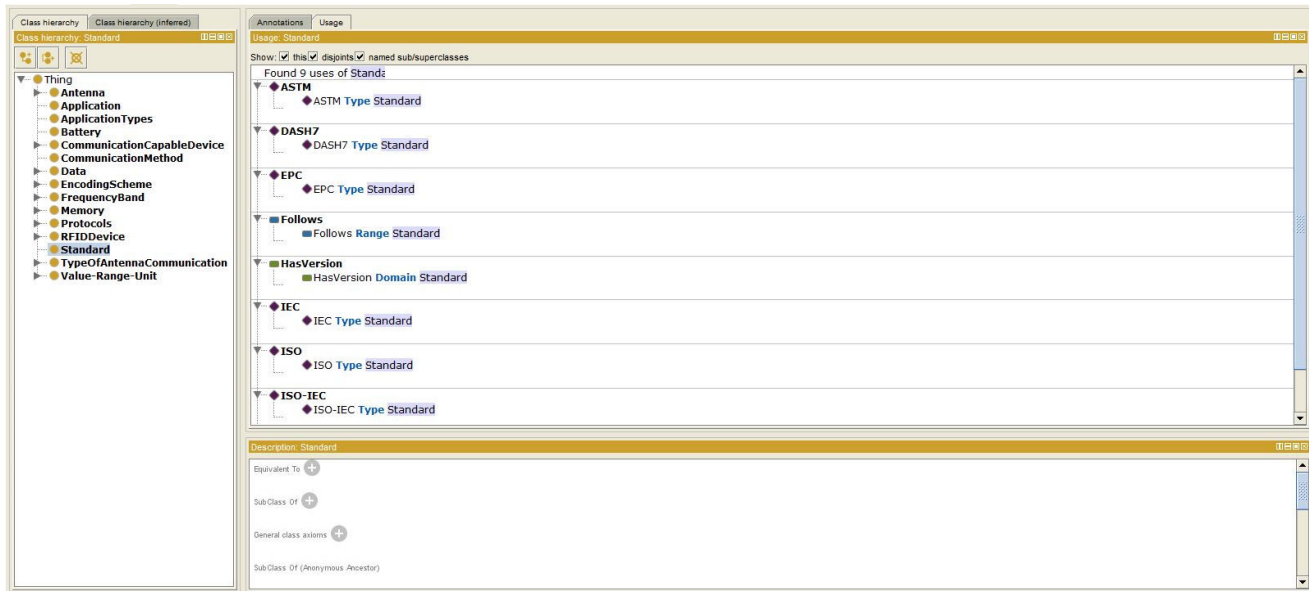 Class hierarchy
Class hierarchy (inferred)
Class hierarchy: Standard
Thing
Antenna
Application
ApplicationTypes
Battery
CommunicationCapableDevice
CommunicationMethod
Data
EncodingScheme
FrequencyBand
Memory
Protocols
RFIDDevice
Standard
TypeOfAntennaCommunication
Value-Range-Unit
Annotations
Usage
Usage: Standard
Show: this disjoints named sub/superclasses
Found 9 uses of Standa
ASTM
ASTM Type Standard
DASH7
DASH7 Type Standard
EPC
EPC Type Standard
Follows
Follows Range Standard
HasVersion
HasVersion Domain Standard
IEC
IEC Type Standard
ISO
ISO Type Standard
ISO-IEC
ISO-IEC Type Standard
Description: Standard
Equivalent To
SubClass Of
General class axioms
SubClass Of (Anonymous Ancestor)